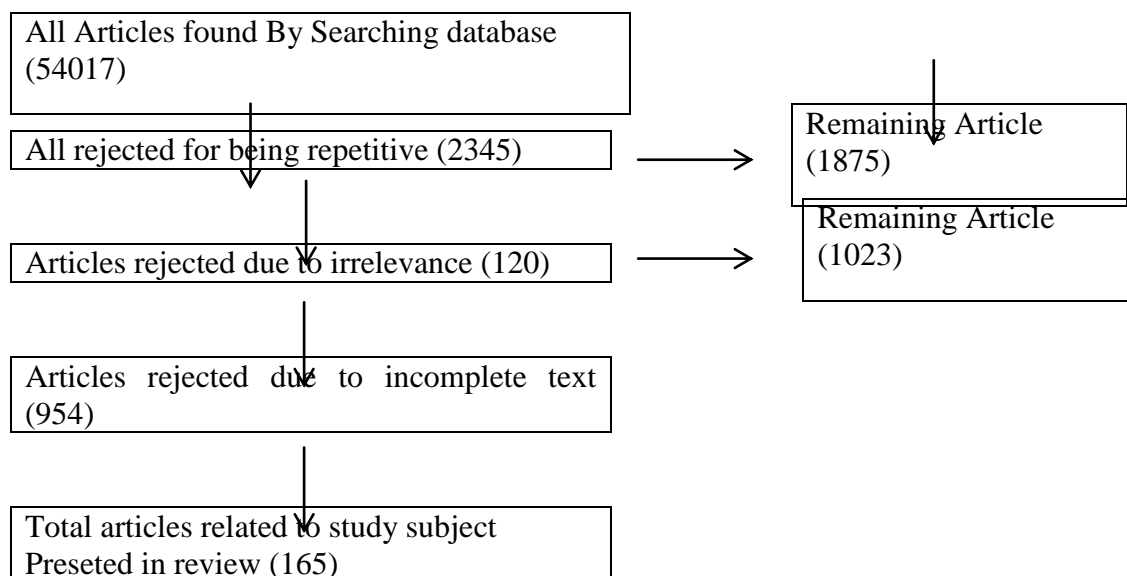 All Articles found By Searching database
(54017)
All rejected for being repetitive (2345)
Remaining Article
(1875)
Articles rejected due to irrelevance (120)
Remaining Article
(1023)
Articles rejected due to incomplete text
(954)
Total articles related to study subject
Preseted in review (165)